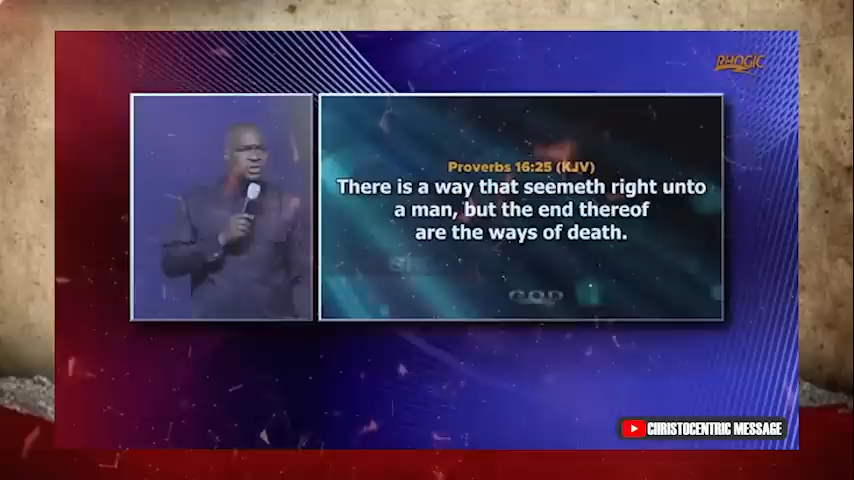 RHOGIC
Proverbs 16:25 (KJV)
There is a way that seemeth right unto
a man, but the end thereof
are the ways of death.
GOD
CHRISTOCENTRIC MESSAGE